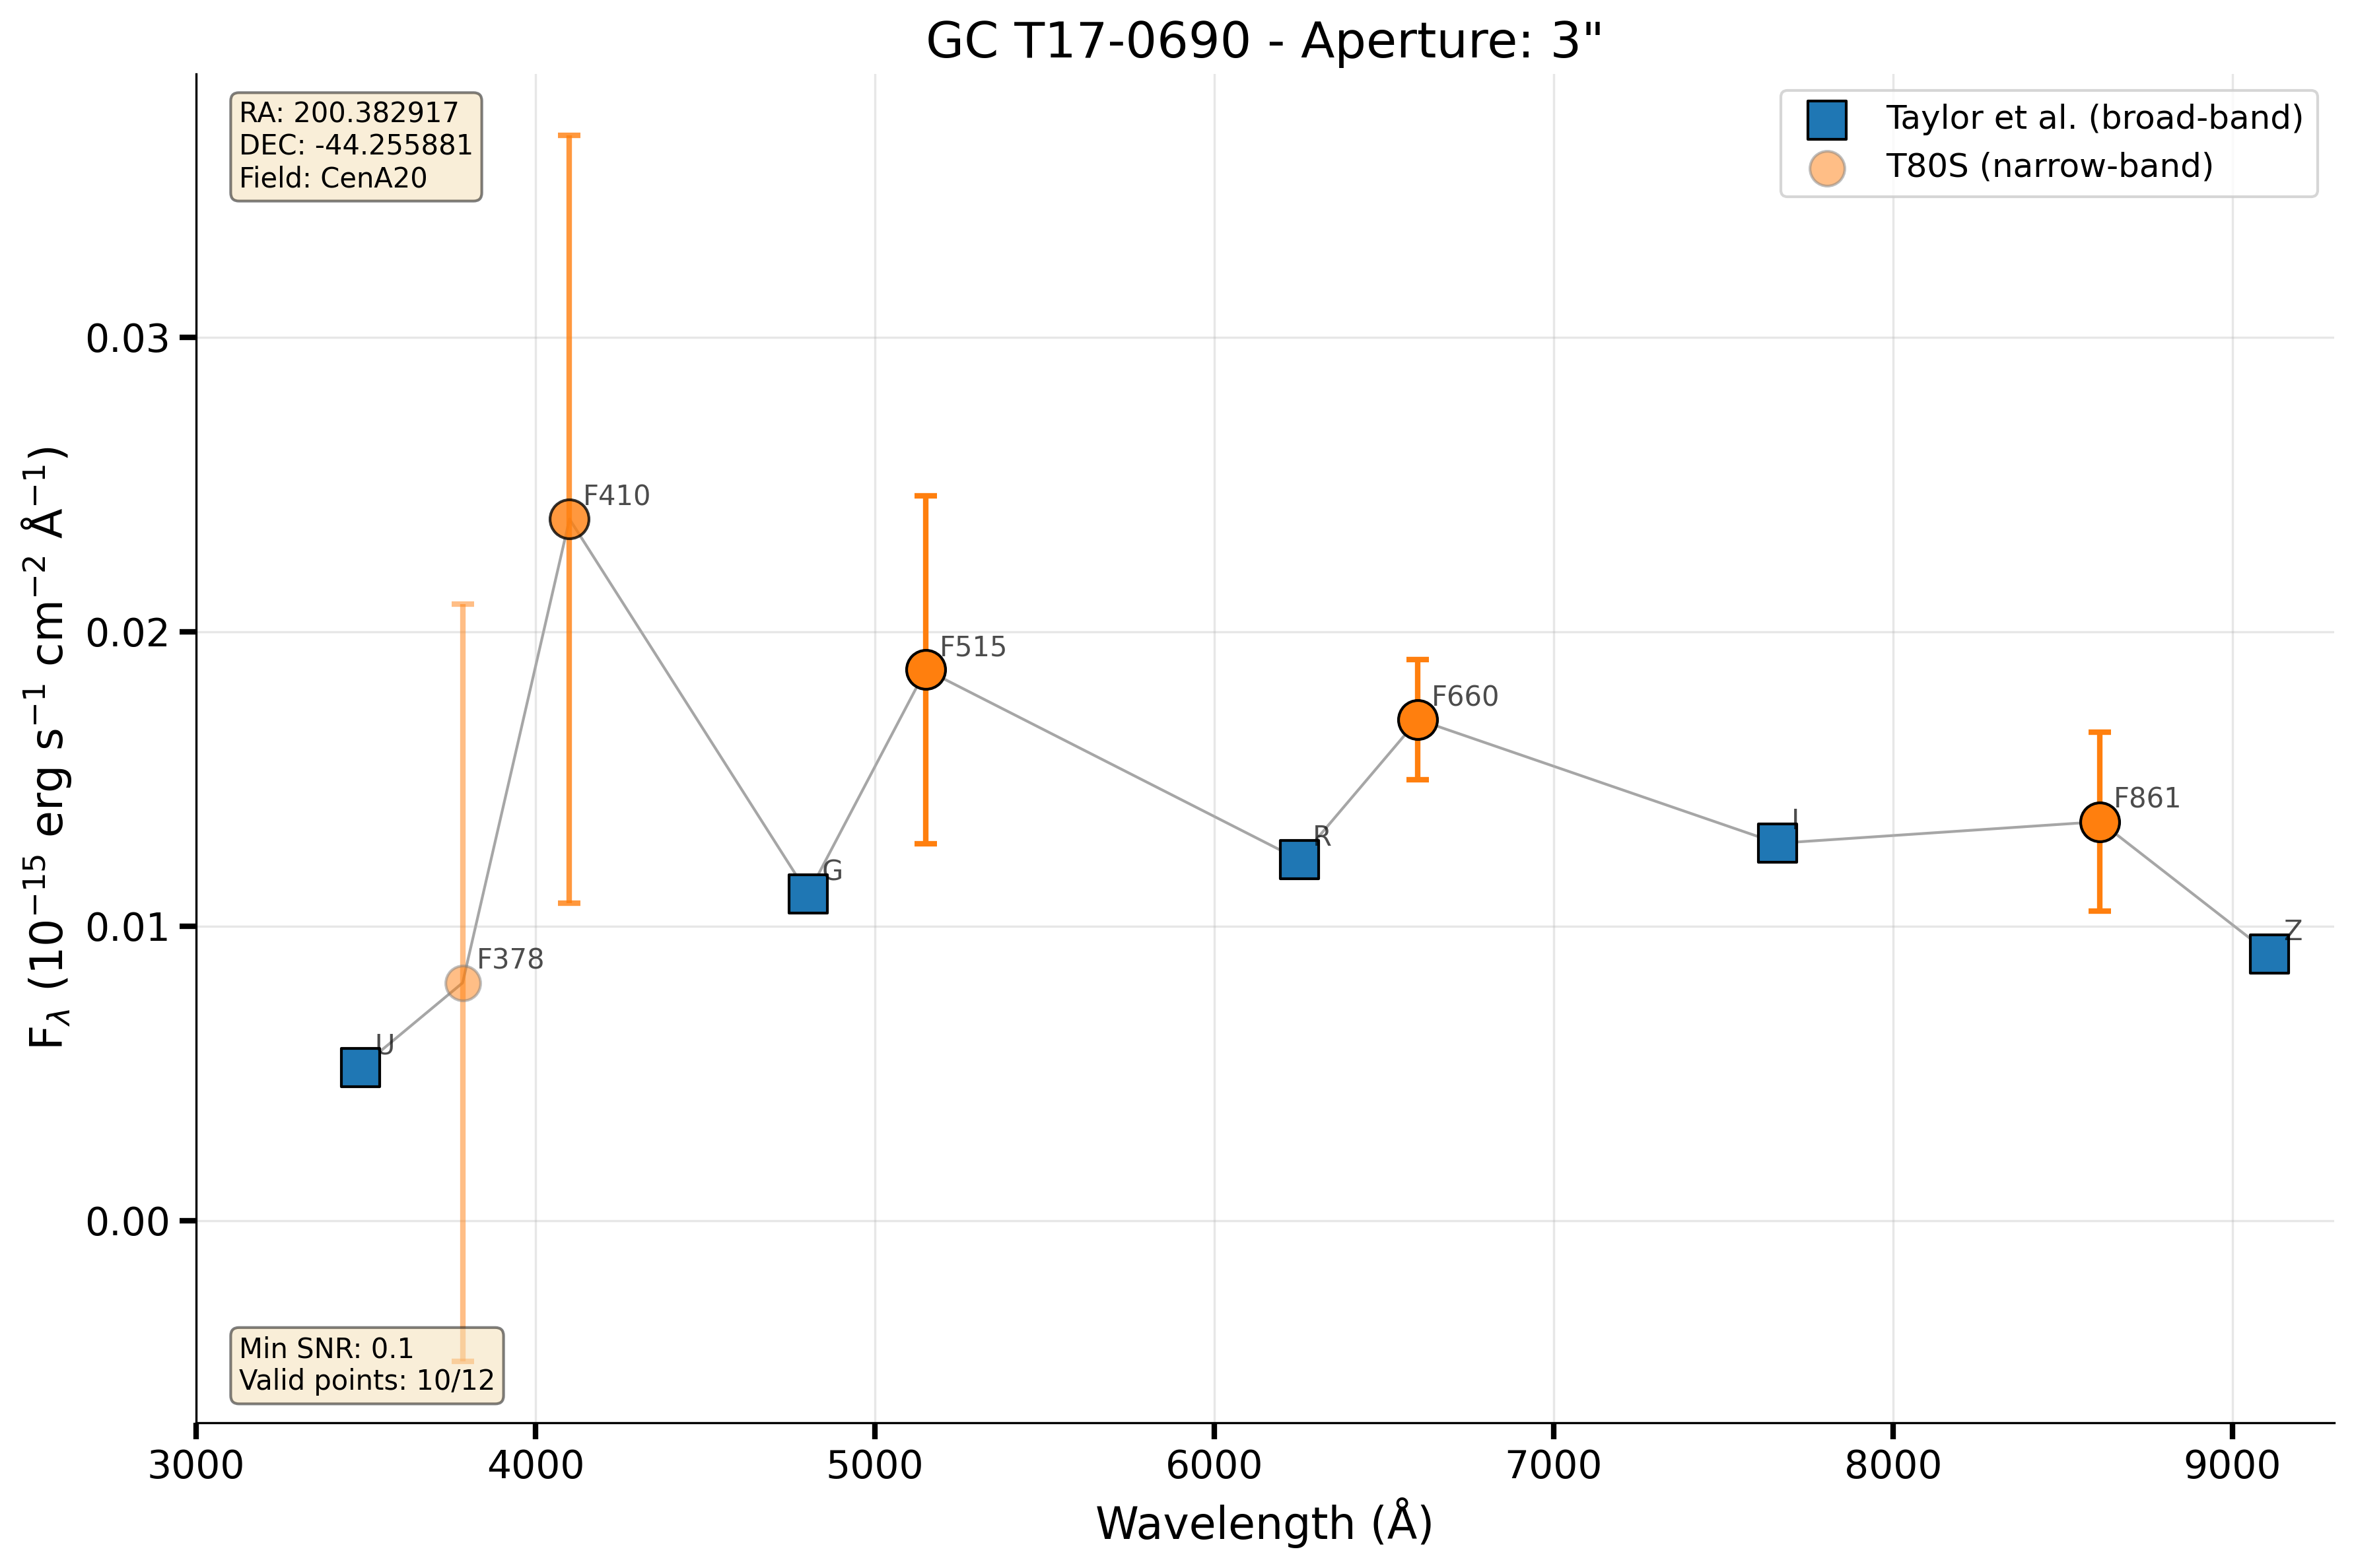 GC T17-0690 - Aperture: 3"
RA: 200.382917
DEC: -44.255881
Field: CenA20
Taylor et al. (broad-band)
T80S (narrow-band)
F410
F515
F660
F861
F378
U
G
R
I
Z
0.03
0.02
0.01
0.00
F_λ (10⁻¹⁵ erg s⁻¹ cm⁻² Å⁻¹)
Min SNR: 0.1
Valid points: 10/12
3000 4000 5000 6000 7000 8000 9000
Wavelength (Å)